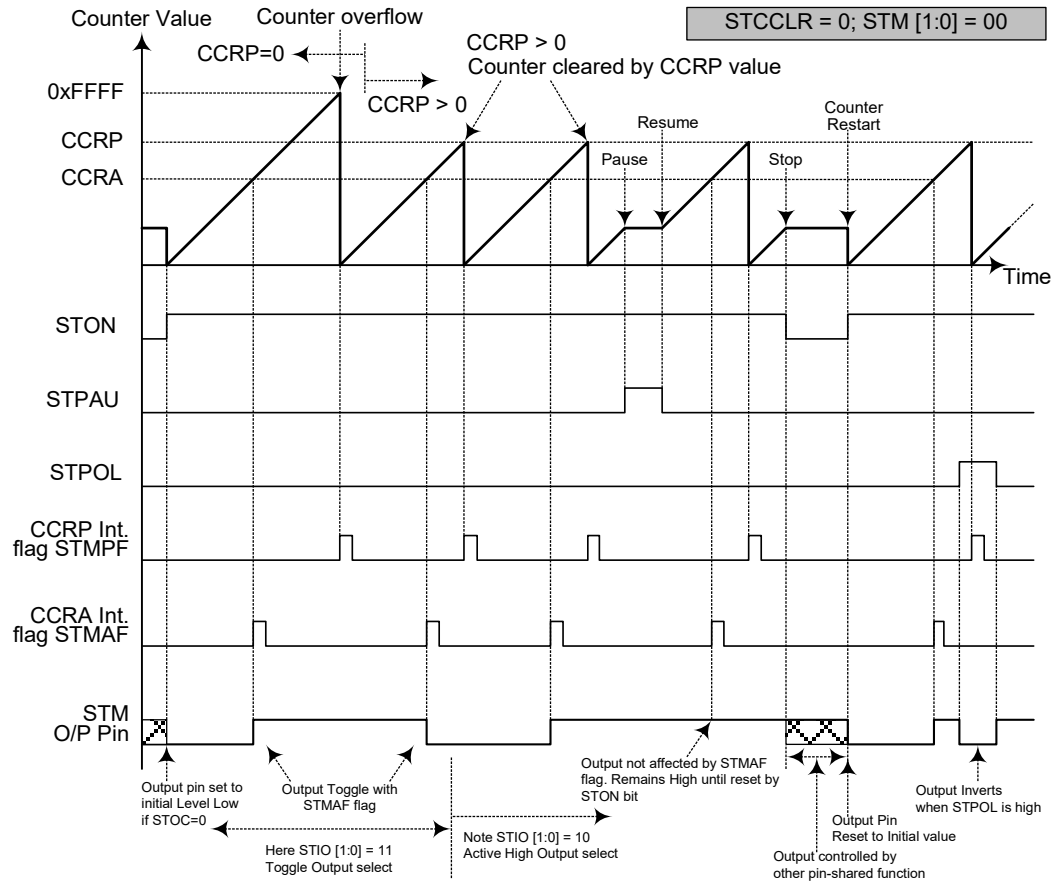 Counter Value
Counter overflow
STCCLR = 0; STM [1:0] = 00
CCRP=0
CCRP > 0
CCRP > 0
Counter cleared by CCRP value
0xFFFF
CCRP
CCRA
Pause
Resume
Stop
Counter
Restart
Time
STON
STPAU
STPOL
CCRP Int.
flag STMPF
CCRA Int.
flag STMAF
STM
O/P Pin
Output pin set to
initial Level Low
if STOC=0
Output Toggle with
STMAF flag
Here STIO [1:0] = 11
Toggle Output select
Note STIO [1:0] = 10
Active High Output select
Output not affected by STMAF
flag. Remains High until reset by
STON bit
Output controlled by
other pin-shared function
Output Pin
Reset to Initial value
Output Inverts
when STPOL is high